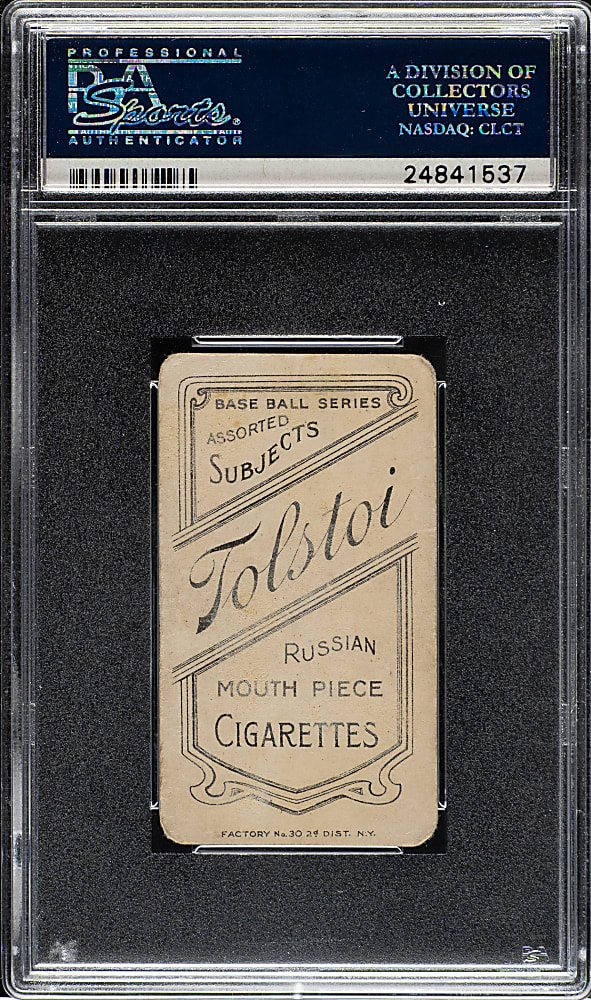 PROFESSIONAL
PSA
Sports®
AUTHENTICATOR
A DIVISION OF
COLLECTORS
UNIVERSE
NASDAQ: CLCT
24841537
BASE BALL SERIES
ASSORTED
SUBJECTS
Tolstoi
RUSSIAN
MOUTH PIECE
CIGARETTES
FACTORY No. 30 2d DIST. N.Y.